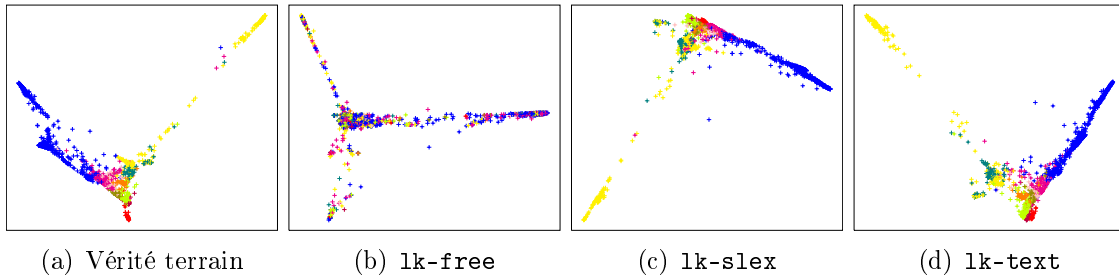 (a) Vérité terrain
(b) lk-free
(c) lk-slex
(d) lk-text